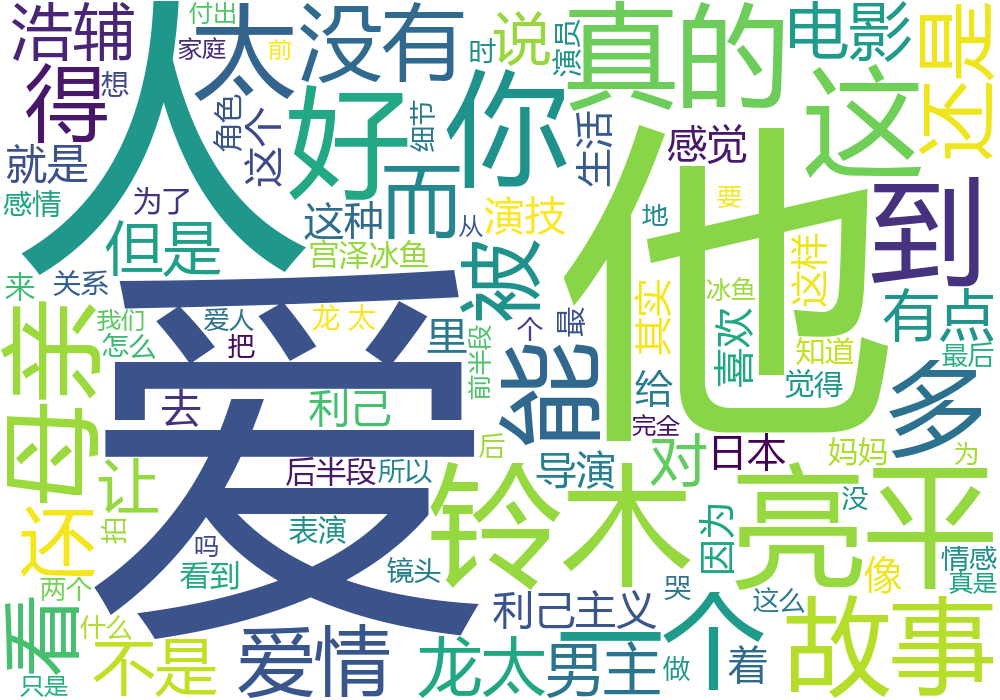 浩辅
付出
家庭
前
太
没有
时
说
演员
真的
电影
还是
想
得
人
角色
这个
好
细节
你
生活
感觉
这
就是
感情
为了
这种
而
从
演技
地
要
他
到
但是
宫泽冰鱼
来
关系
被
其实
冰鱼
这样
有点
母亲
我们
怎么
爱人
把
龙 太
里
个
最
喜欢
知道
最后
爱
前半段
能
给
觉得
多
去
利己
完全
让
后半段
所以
后
导演
对
日本
妈妈
为
还
拍
表演
铃木
亮平
因为
没
吗
看到
镜头
像
情感
真是
两个
看
什么
利己主义
哭
一个
这么
故事
只是
不是
爱情
龙太
男主
做
着